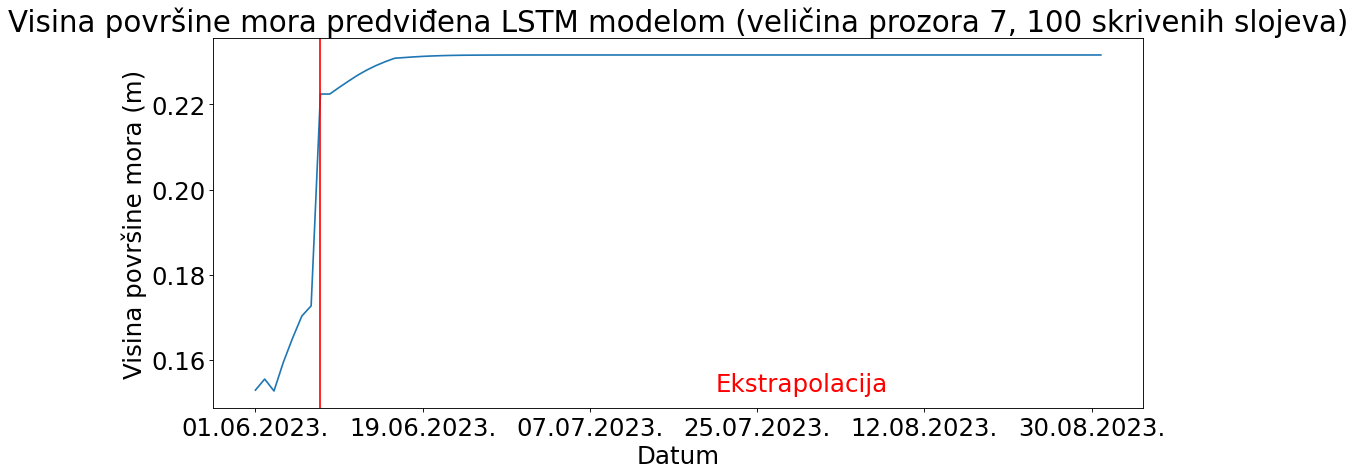 Visina površine mora predviđena LSTM modelom (veličina prozora 7, 100 skrivenih slojeva)
Visina površine mora (m)
0.22
0.20
0.18
0.16
Ekstrapolacija
01.06.2023. 19.06.2023. 07.07.2023. 25.07.2023. 12.08.2023. 30.08.2023.
Datum